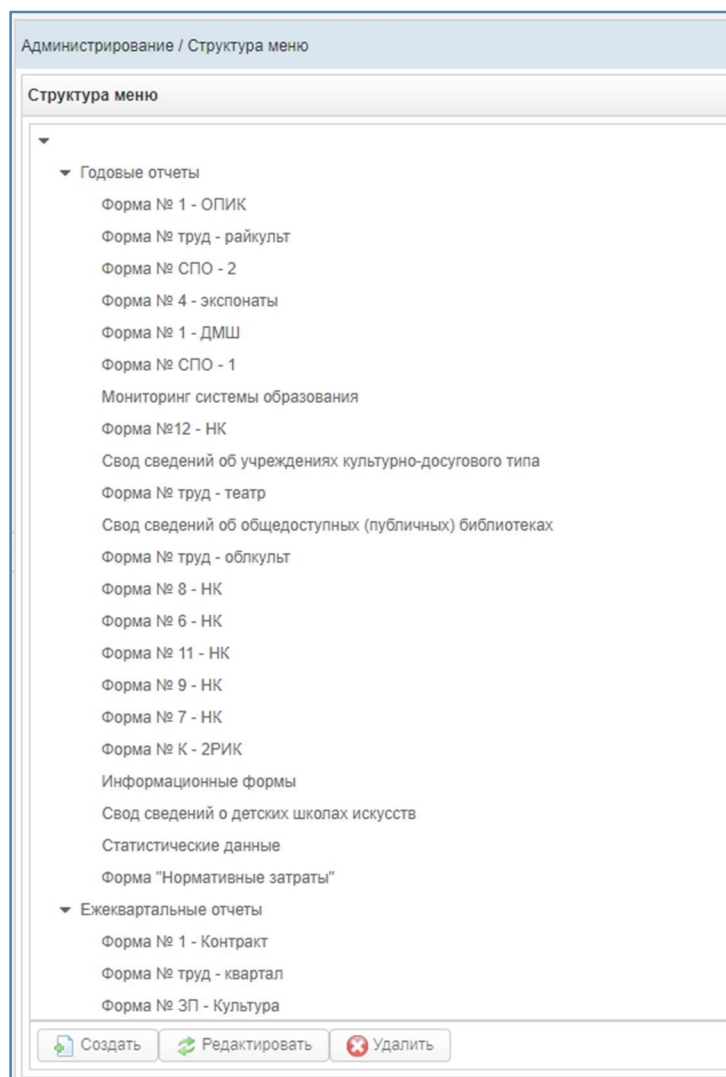 Администрирование / Структура меню
Структура меню
Годовые отчеты
Форма № 1 - ОПИК
Форма № труд - райкульт
Форма № СПО - 2
Форма № 4 - экспонаты
Форма № 1 - ДМШ
Форма № СПО - 1
Мониторинг системы образования
Форма №12 - НК
Свод сведений об учреждениях культурно-досугового типа
Форма № труд - театр
Свод сведений об общедоступных (публичных) библиотеках
Форма № труд - облкульт
Форма № 8 - НК
Форма № 6 - НК
Форма № 11 - НК
Форма № 9 - НК
Форма № 7 - НК
Форма № К - 2РИК
Информационные формы
Свод сведений о детских школах искусств
Статистические данные
Форма "Нормативные затраты"
Ежеквартальные отчеты
Форма № 1 - Контракт
Форма № труд - квартал
Форма № ЗП - Культура
Создать Редактировать Удалить